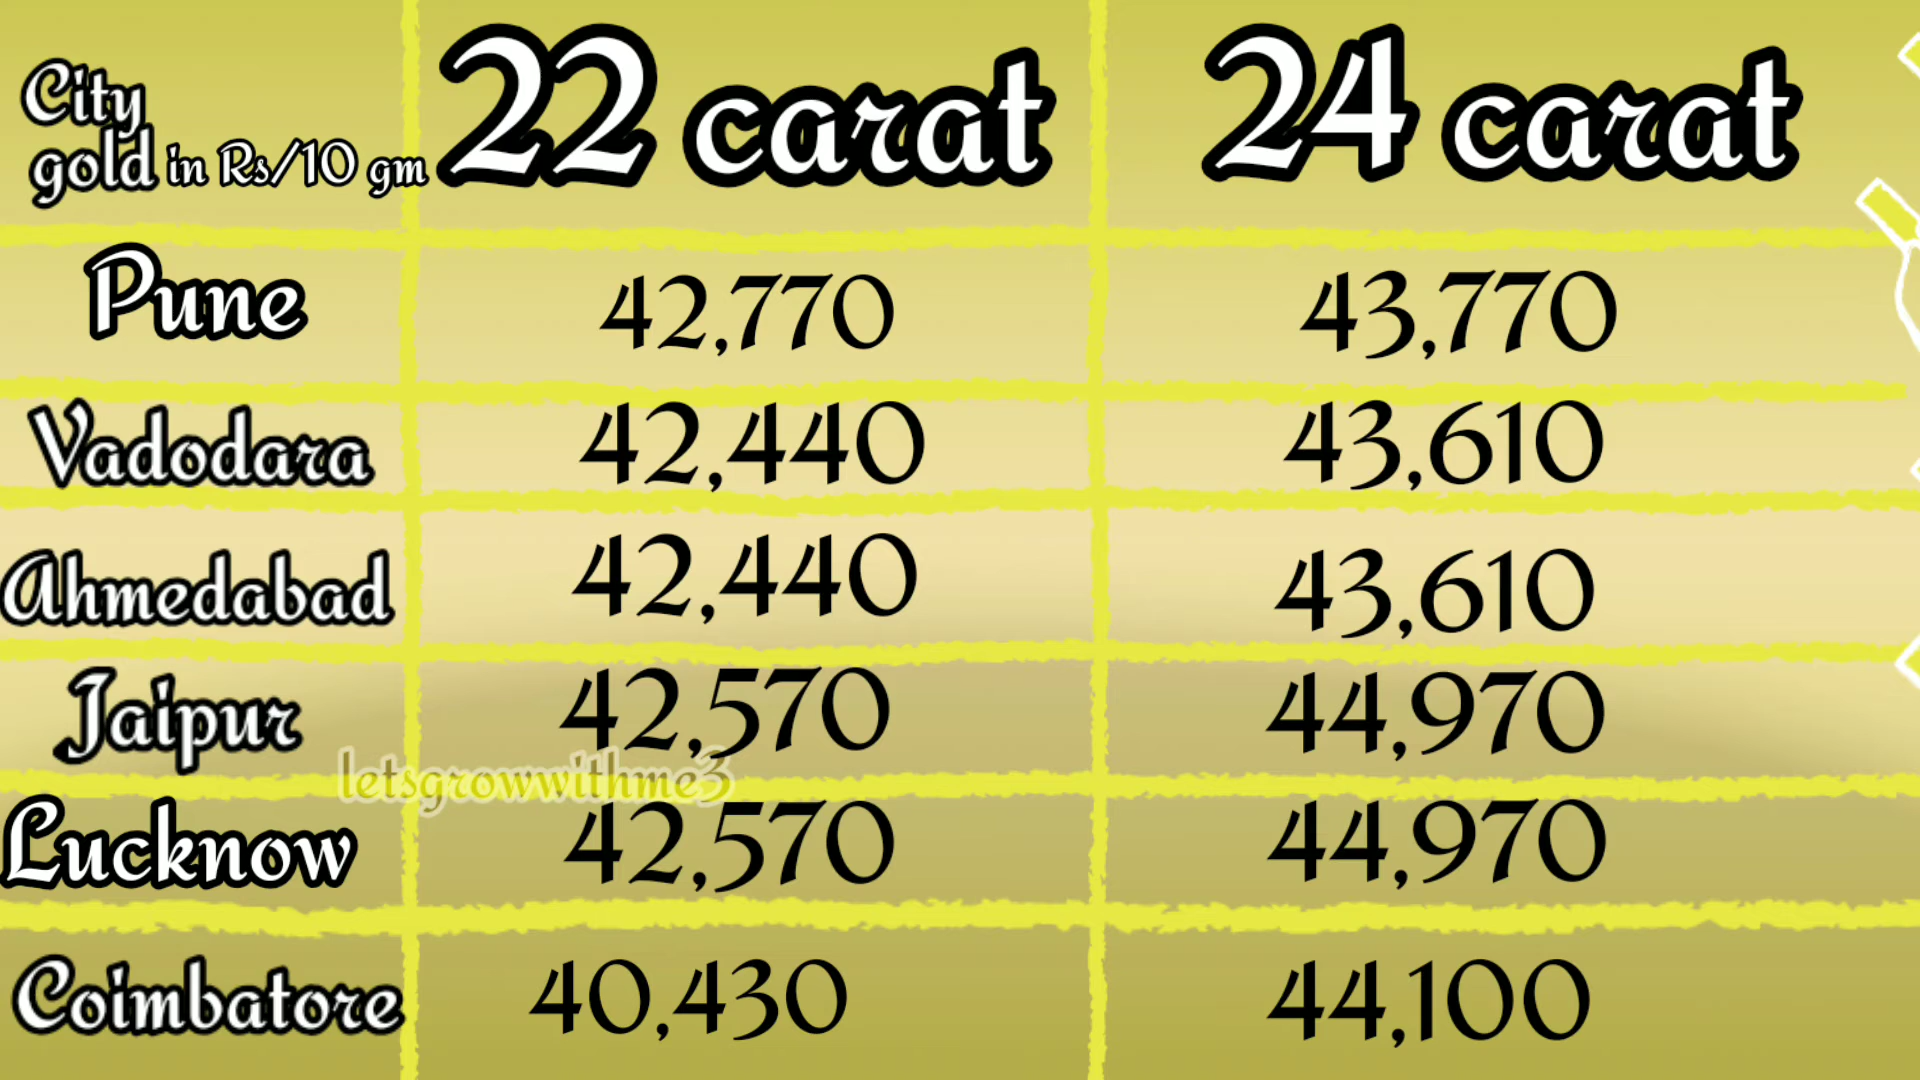 City
gold in Rs/10 gm
22 carat
24 carat
Pune
42,770
43,770
Vadodara
42,440
43,610
Ahmedabad
42,440
43,610
Jaipur
42,570
44,970
letsgrowwithme3
Lucknow
42,570
44,970
Coimbatore
40,430
44,100